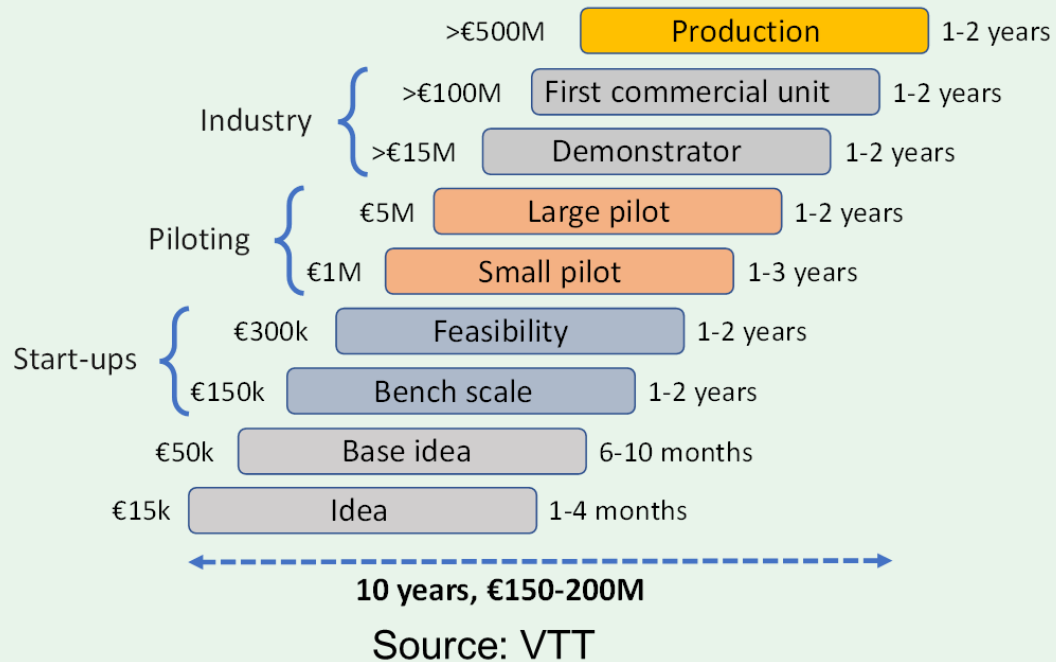 >€500M Production 1-2 years
>€100M First commercial unit 1-2 years
Industry
>€15M Demonstrator 1-2 years
€5M Large pilot 1-2 years
Piloting
€1M Small pilot 1-3 years
€300k Feasibility 1-2 years
Start-ups
€150k Bench scale 1-2 years
€50k Base idea 6-10 months
€15k Idea 1-4 months
10 years, €150-200M
Source: VTT